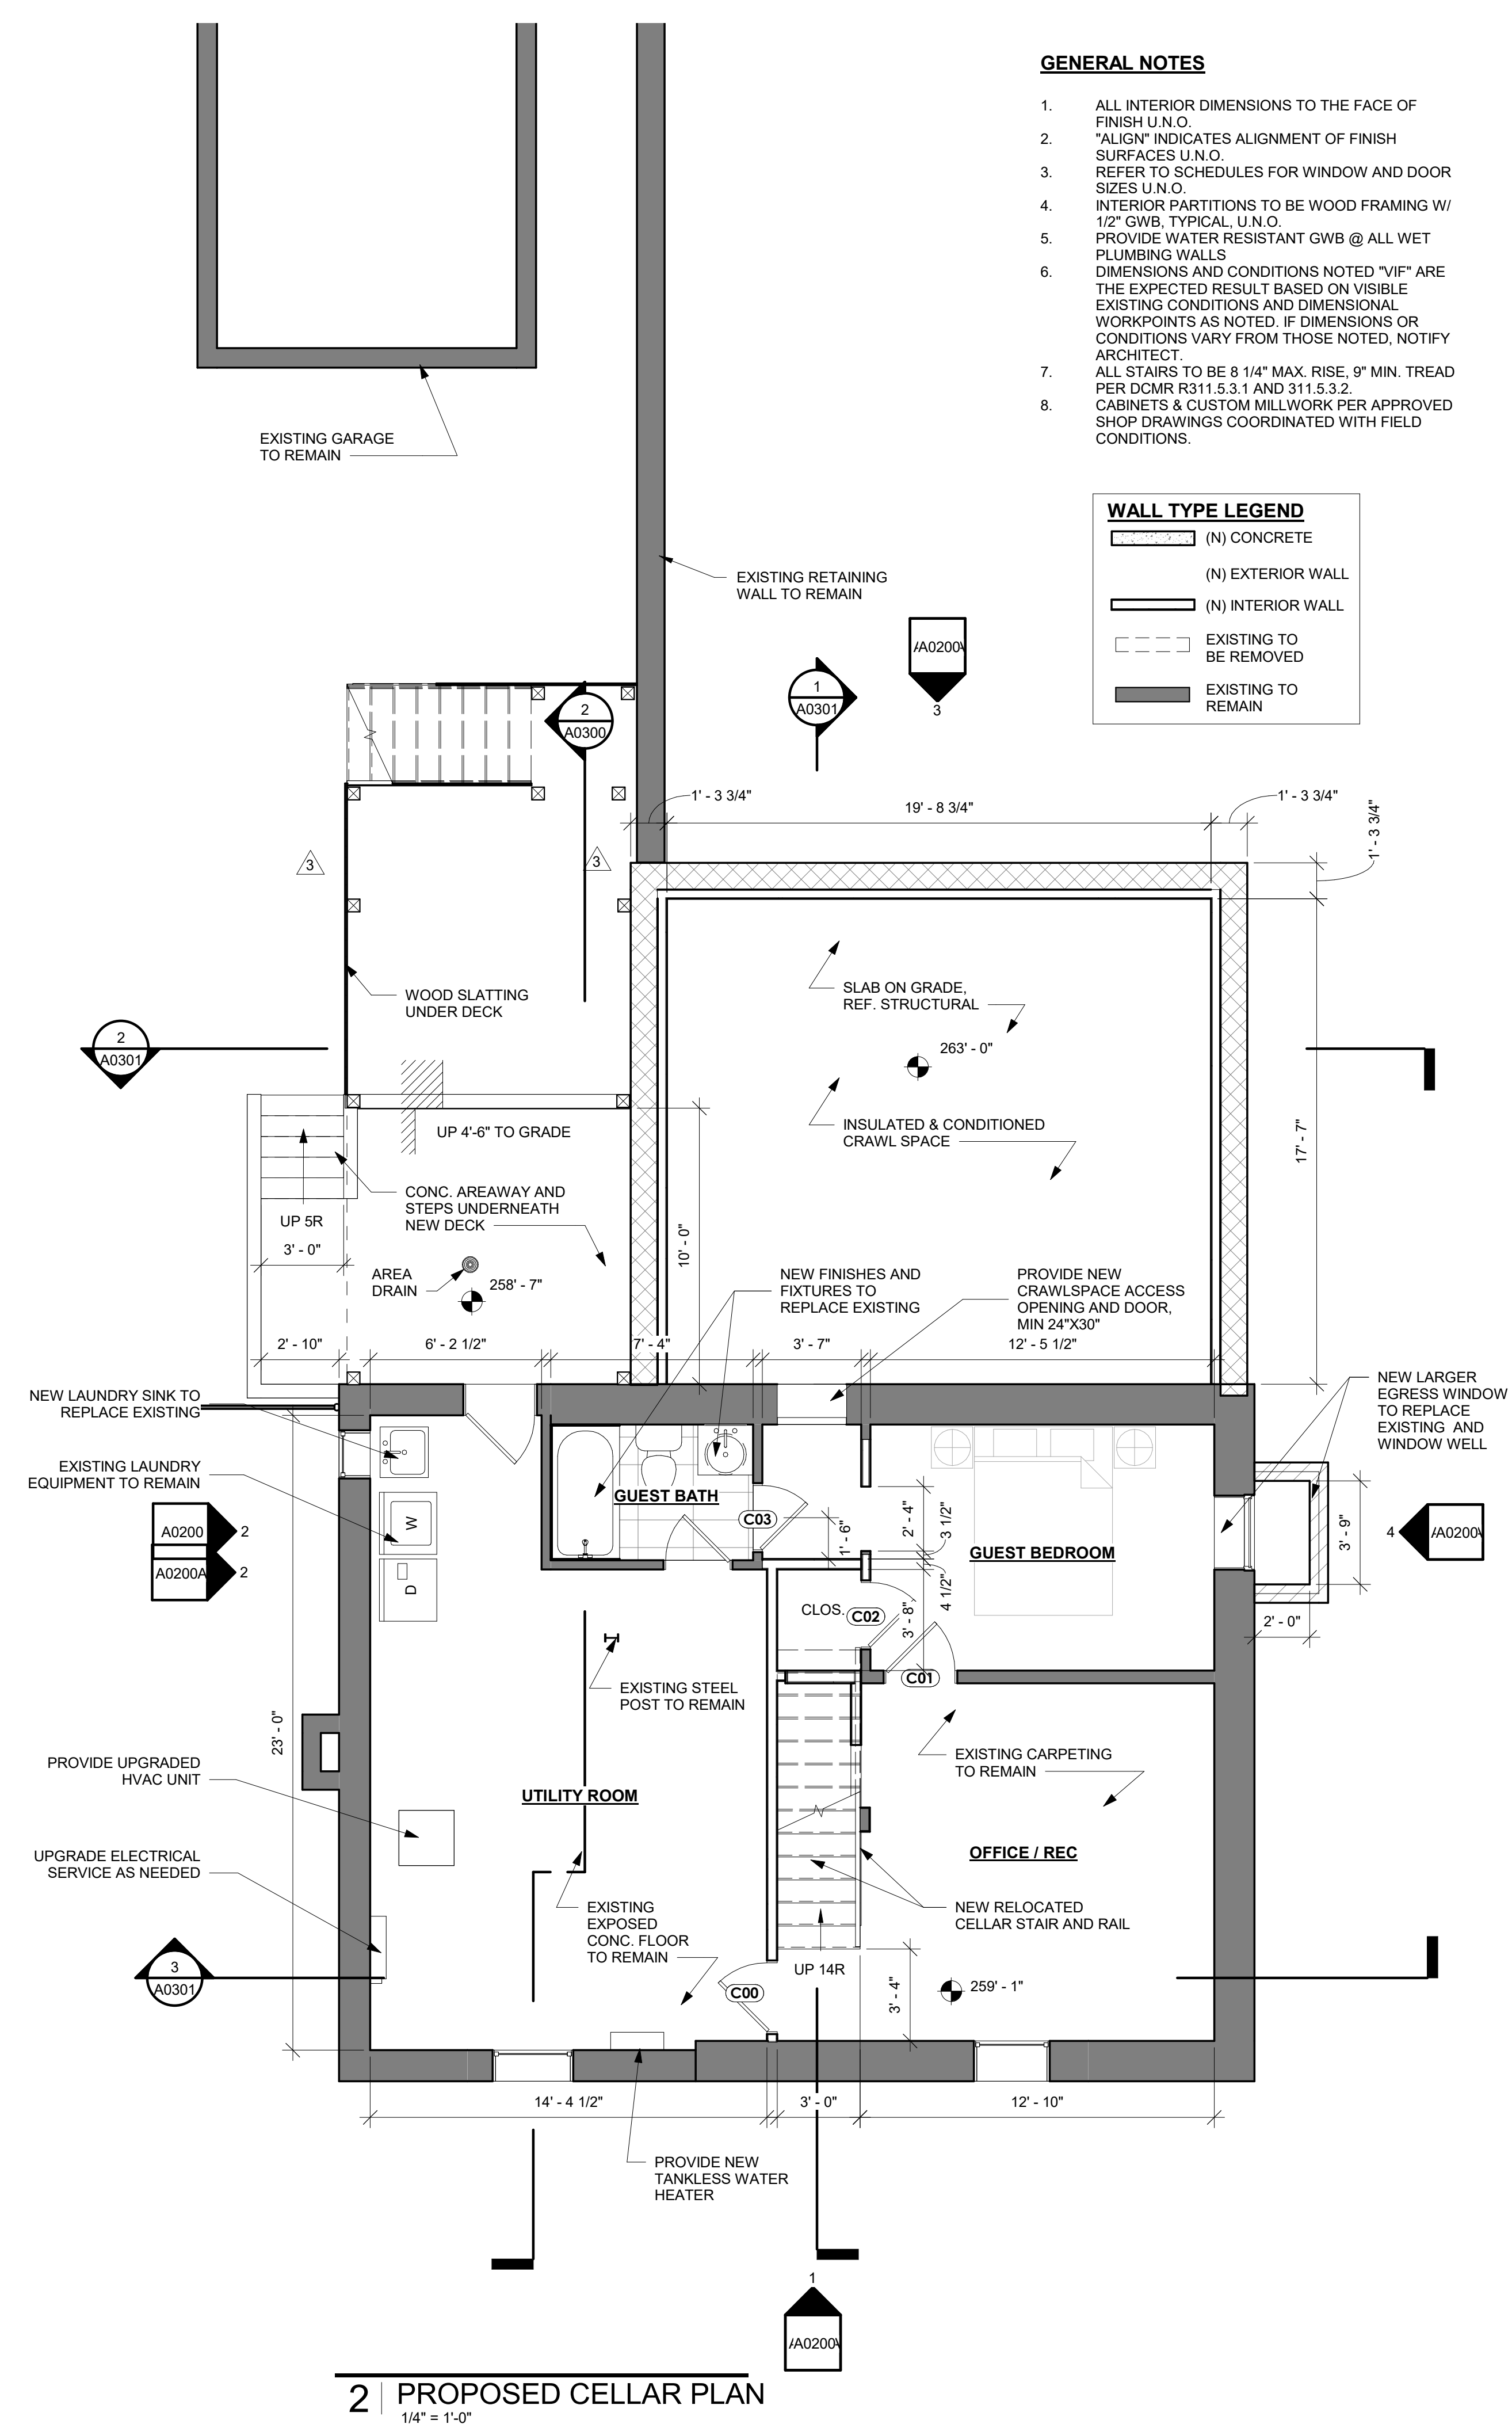 GENERAL NOTES
1. ALL INTERIOR DIMENSIONS TO THE FACE OF
FINISH U.N.O.
2. "ALIGN" INDICATES ALIGNMENT OF FINISH
SURFACES U.N.O.
3. REFER TO SCHEDULES FOR WINDOW AND DOOR
SIZES U.N.O.
4. INTERIOR PARTITIONS TO BE WOOD FRAMING W/
1/2" GWB, TYPICAL, U.N.O.
5. PROVIDE WATER RESISTANT GWB @ ALL WET
PLUMBING WALLS
6. DIMENSIONS AND CONDITIONS NOTED "VIF" ARE
THE EXPECTED RESULT BASED ON VISIBLE
EXISTING CONDITIONS AND DIMENSIONAL
WORKPOINTS AS NOTED. IF DIMENSIONS OR
CONDITIONS VARY FROM THOSE NOTED, NOTIFY
ARCHITECT.
7. ALL STAIRS TO BE 8 1/4" MAX. RISE, 9" MIN. TREAD
PER DCMR R311.5.3.1 AND 311.5.3.2.
8. CABINETS & CUSTOM MILLWORK PER APPROVED
SHOP DRAWINGS COORDINATED WITH FIELD
CONDITIONS.
EXISTING GARAGE
TO REMAIN
WALL TYPE LEGEND
(N) CONCRETE
(N) EXTERIOR WALL
(N) INTERIOR WALL
EXISTING TO
BE REMOVED
EXISTING TO
REMAIN
EXISTING RETAINING
WALL TO REMAIN
A0200
3
1
A0301
2
A0300
1' - 3 3/4"
19' - 8 3/4"
1' - 3 3/4"
1' - 3 3/4"
3
3
WOOD SLATTING
UNDER DECK
SLAB ON GRADE,
REF. STRUCTURAL
263' - 0"
2
A0301
INSULATED & CONDITIONED
CRAWL SPACE
17' - 7"
UP 4'-6" TO GRADE
CONC. AREAWAY AND
STEPS UNDERNEATH
NEW DECK
UP 5R
3' - 0"
10' - 0"
AREA
DRAIN
258' - 7"
NEW FINISHES AND
FIXTURES TO
REPLACE EXISTING
PROVIDE NEW
CRAWLSPACE ACCESS
OPENING AND DOOR,
MIN 24"X30"
2' - 10"
6' - 2 1/2"
7' - 4"
3' - 7"
12' - 5 1/2"
NEW LAUNDRY SINK TO
REPLACE EXISTING
NEW LARGER
EGRESS WINDOW
TO REPLACE
EXISTING AND
WINDOW WELL
EXISTING LAUNDRY
EQUIPMENT TO REMAIN
GUEST BATH
C03
W
D
1' - 6"
2' - 4"
3 1/2"
4 1/2"
3' - 8"
GUEST BEDROOM
3' - 9"
2' - 0"
4
A0200
A0200
2
A0200A
2
CLOS.
C02
C01
EXISTING STEEL
POST TO REMAIN
23' - 0"
PROVIDE UPGRADED
HVAC UNIT
EXISTING CARPETING
TO REMAIN
UTILITY ROOM
UPGRADE ELECTRICAL
SERVICE AS NEEDED
OFFICE / REC
EXISTING
EXPOSED
CONC. FLOOR
TO REMAIN
NEW RELOCATED
CELLAR STAIR AND RAIL
3
A0301
UP 14R
C00
3' - 4"
259' - 1"
14' - 4 1/2"
3' - 0"
12' - 10"
PROVIDE NEW
TANKLESS WATER
HEATER
1
A0200
2 PROPOSED CELLAR PLAN
1/4" = 1'-0"